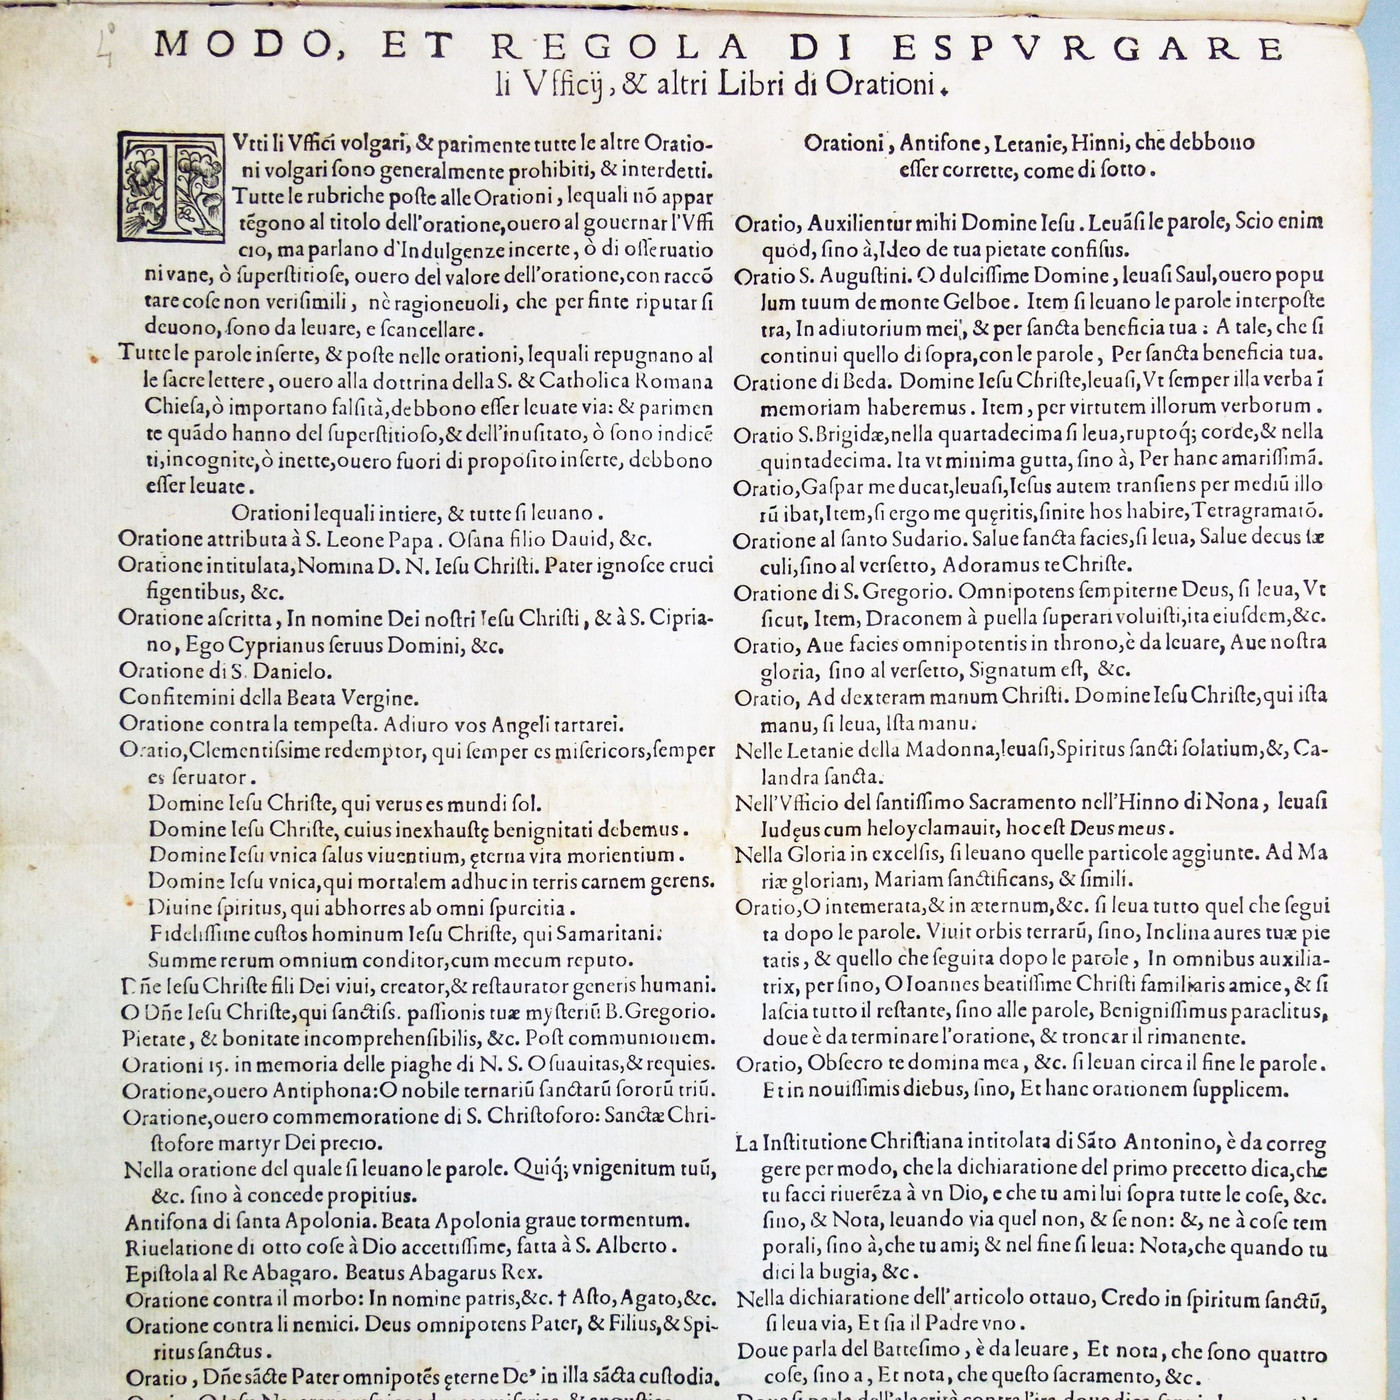 MODO, ET REGOLA DI ESPVRGARE
li Vfficij, & altri Libri di Orationi.
TVtti li Vffici volgari, & parimente tutte le altre Oratio-
ni volgari ſono generalmente prohibiti, & interdetti.
Tutte le rubriche poſte alle Orationi, lequali nō appar
tēgono al titolo dell'oratione, ouero al gouernar l'Vffi
cio, ma parlano d'Indulgenze incerte, ò di oſſeruatio
ni vane, ò ſuperſtitioſe, ouero del valore dell'oratione, con raccō
tare coſe non veriſimili, nè ragioneuoli, che per finte riputar ſi
deuono, ſono da leuare, e ſcancellare.
Tutte le parole inſerte, & poſte nelle orationi, lequali repugnano al
le ſacre lettere, ouero alla dottrina della S. & Catholica Romana
Chieſa, ò importano falſità, debbono eſſer leuate via: & parimen
te quādo hanno del ſuperſtitioſo, & dell'inuſitato, ò ſono indicē
ti, incognite, ò inette, ouero fuori di propoſito inſerte, debbono
eſſer leuate.
Orationi lequali intiere, & tutte ſi leuano.
Oratione attributa à S. Leone Papa. Oſana filio Dauid, &c.
Oratione intitulata, Nomina D. N. Ieſu Chriſti. Pater ignoſce cruci
figentibus, &c.
Oratione aſcritta, In nomine Dei noſtri Ieſu Chriſti, & à S. Cipria-
no, Ego Cyprianus ſeruus Domini, &c.
Oratione di S. Danielo.
Confitemini della Beata Vergine.
Oratione contra la tempeſta. Adiuro vos Angeli tartarei.
Oratio, Clementiſsime redemptor, qui ſemper es miſericors, ſemper
es ſeruator.
Domine Ieſu Chriſte, qui verus es mundi ſol.
Domine Ieſu Chriſte, cuius inexhauſtę benignitati debemus.
Domine Ieſu vnica ſalus viuentium, ęterna vita morientium.
Domine Ieſu vnica, qui mortalem adhuc in terris carnem gerens.
Diuine ſpiritus, qui abhorres ab omni ſpurcitia.
Fideliſſime cuſtos hominum Ieſu Chriſte, qui Samaritani.
Summe rerum omnium conditor, cum mecum reputo.
Dñe Ieſu Chriſte fili Dei viui, creator, & reſtaurator generis humani.
O Dñe Ieſu Chriſte, qui ſanctiſs. paſſionis tuæ myſteriū B. Gregorio.
Pietate, & bonitate incomprehenſibilis, &c. Poſt communionem.
Orationi 15. in memoria delle piaghe di N. S. O ſuauitas, & requies.
Oratione, ouero Antiphona: O nobile ternariū ſanctarū ſororū triū.
Oratione, ouero commemoratione di S. Chriſtoforo: Sanctæ Chri-
ſtofore martyr Dei precio.
Nella oratione del quale ſi leuano le parole. Quiq́; vnigenitum tuū,
&c. ſino à concede propitius.
Antifona di ſanta Apolonia. Beata Apolonia graue tormentum.
Riuelatione di otto coſe à Dio accettiſſime, fatta à S. Alberto.
Epiſtola al Re Abagaro. Beatus Abagarus Rex.
Oratione contra il morbo: In nomine patris, &c. † Aſto, Agato, &c.
Oratione contra li nemici. Deus omnipotens Pater, & Filius, & Spi-
ritus ſanctus.
Oratio, Dñe sācte Pater omnipotēs ęterne De' in illa sācta cuſtodia.
Orationi, Antifone, Letanie, Hinni, che debbono
eſſer corrette, come di ſotto.
Oratio, Auxilientur mihi Domine Ieſu. Leuāſi le parole, Scio enim
quòd, ſino à, Ideo de tua pietate confiſus.
Oratio S. Auguſtini. O dulciſſime Domine, leuaſi Saul, ouero popu
lum tuum de monte Gelboe. Item ſi leuano le parole interpoſte
tra, In adiutorium mei, & per ſancta beneficia tua: A tale, che ſi
continui quello di ſopra, con le parole, Per ſancta beneficia tua.
Oratione di Beda. Domine Ieſu Chriſte, leuaſi, Vt ſemper illa verba ī
memoriam haberemus. Item, per virtutem illorum verborum.
Oratio S. Brigidæ, nella quartadecima ſi leua, ruptoq́; corde, & nella
quintadecima. Ita vt minima gutta, ſino à, Per hanc amariſſimā.
Oratio, Gaſpar me ducat, leuaſi, Ieſus autem tranſiens per mediū illo
rū ibat, Item, ſi ergo me quęritis, ſinite hos habire, Tetragramatō.
Oratione al ſanto Sudario. Salue ſancta facies, ſi leua, Salue decus ſæ
culi, ſino al verſetto, Adoramus te Chriſte.
Oratione di S. Gregorio. Omnipotens ſempiterne Deus, ſi leua, Vt
ſicut, Item, Draconem à puella ſuperari voluiſti, ita eiuſdem, &c.
Oratio, Aue facies omnipotentis in throno, è da leuare, Aue noſtra
gloria, ſino al verſetto, Signatum eſt, &c.
Oratio, Ad dexteram manum Chriſti. Domine Ieſu Chriſte, qui iſta
manu, ſi leua, Iſta manu.
Nelle Letanie della Madonna, leuaſi, Spiritus ſancti ſolatium, &, Ca-
landra ſancta.
Nell'Vfficio del ſantiſſimo Sacramento nell'Hinno di Nona, leuaſi
Iudęus cum heloy clamauit, hoc eſt Deus meus.
Nella Gloria in excelſis, ſi leuano quelle particole aggiunte. Ad Ma
riæ gloriam, Mariam ſanctificans, & ſimili.
Oratio, O intemerata, & in æternum, &c. ſi leua tutto quel che ſegui
ta dopo le parole. Viuit orbis terrarū, ſino, Inclina aures tuæ pie
tatis, & quello che ſeguita dopo le parole, In omnibus auxilia-
trix, per ſino, O Ioannes beatiſſime Chriſti familiaris amice, & ſi
laſcia tutto il reſtante, ſino alle parole, Benigniſſimus paraclitus,
doue è da terminare l'oratione, & troncar il rimanente.
Oratio, Obſecro te domina mea, &c. ſi leuan circa il fine le parole.
Et in nouiſſimis diebus, ſino, Et hanc orationem ſupplicem.
La Inſtitutione Chriſtiana intitolata di Sāto Antonino, è da correg
gere per modo, che la dichiaratione del primo precetto dica, che
tu facci riuerēza à vn Dio, e che tu ami lui ſopra tutte le coſe, &c.
ſino, & Nota, leuando via quel non, & ſe non: &, ne à coſe tem
porali, ſino à, che tu ami; & nel fine ſi leua: Nota, che quando tu
dici la bugia, &c.
Nella dichiaratione dell'articolo ottauo, Credo in ſpiritum ſanctū,
ſi leua via, Et ſia il Padre vno.
Doue parla del Batteſimo, è da leuare, Et nota, che ſono quattro
coſe, ſino a, Et nota, che queſto ſacramento, &c.